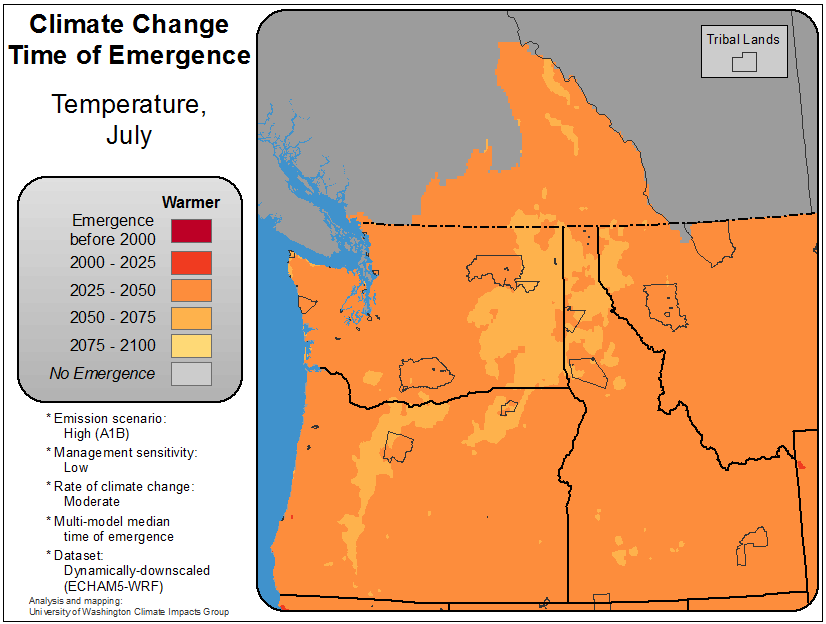 Climate Change
Time of Emergence
Temperature,
July
Warmer
Emergence
before 2000
2000 - 2025
2025 - 2050
2050 - 2075
2075 - 2100
No Emergence
* Emission scenario:
High (A1B)
* Management sensitivity:
Low
* Rate of climate change:
Moderate
* Multi-model median
time of emergence
* Dataset:
Dynamically-downscaled
(ECHAM5-WRF)
Analysis and mapping:
University of Washington Climate Impacts Group
Tribal Lands